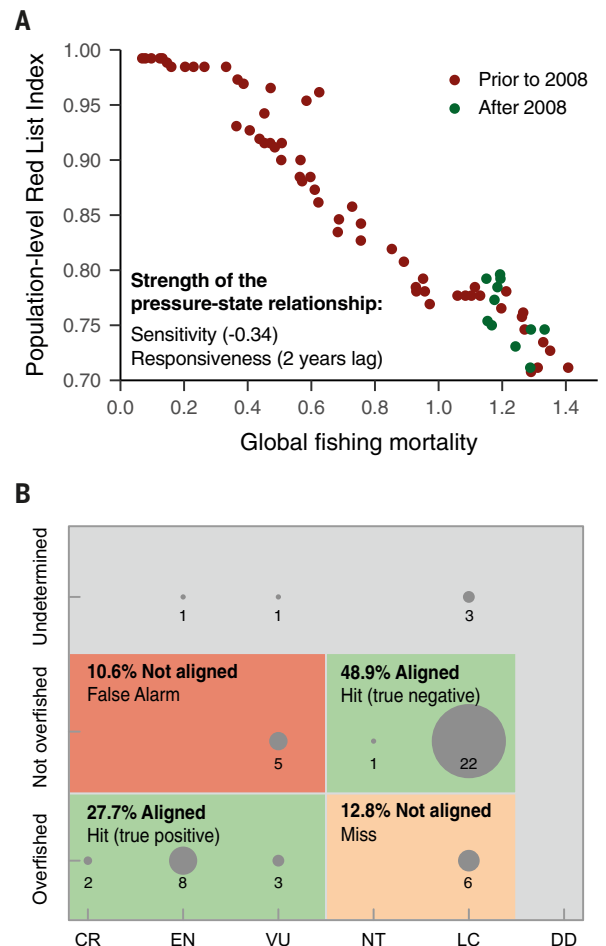 A
Population-level Red List Index
1.00
0.95
0.90
0.85
0.80
0.75
0.70
Prior to 2008
After 2008
Strength of the
pressure-state relationship:
Sensitivity (-0.34)
Responsiveness (2 years lag)
0.0 0.2 0.4 0.6 0.8 1.0 1.2 1.4
Global fishing mortality
B
Undetermined
1 1 3
Not overfished
10.6% Not aligned
False Alarm
5
48.9% Aligned
Hit (true negative)
1 22
Overfished
27.7% Aligned
Hit (true positive)
2 8 3
12.8% Not aligned
Miss
6
CR EN VU NT LC DD